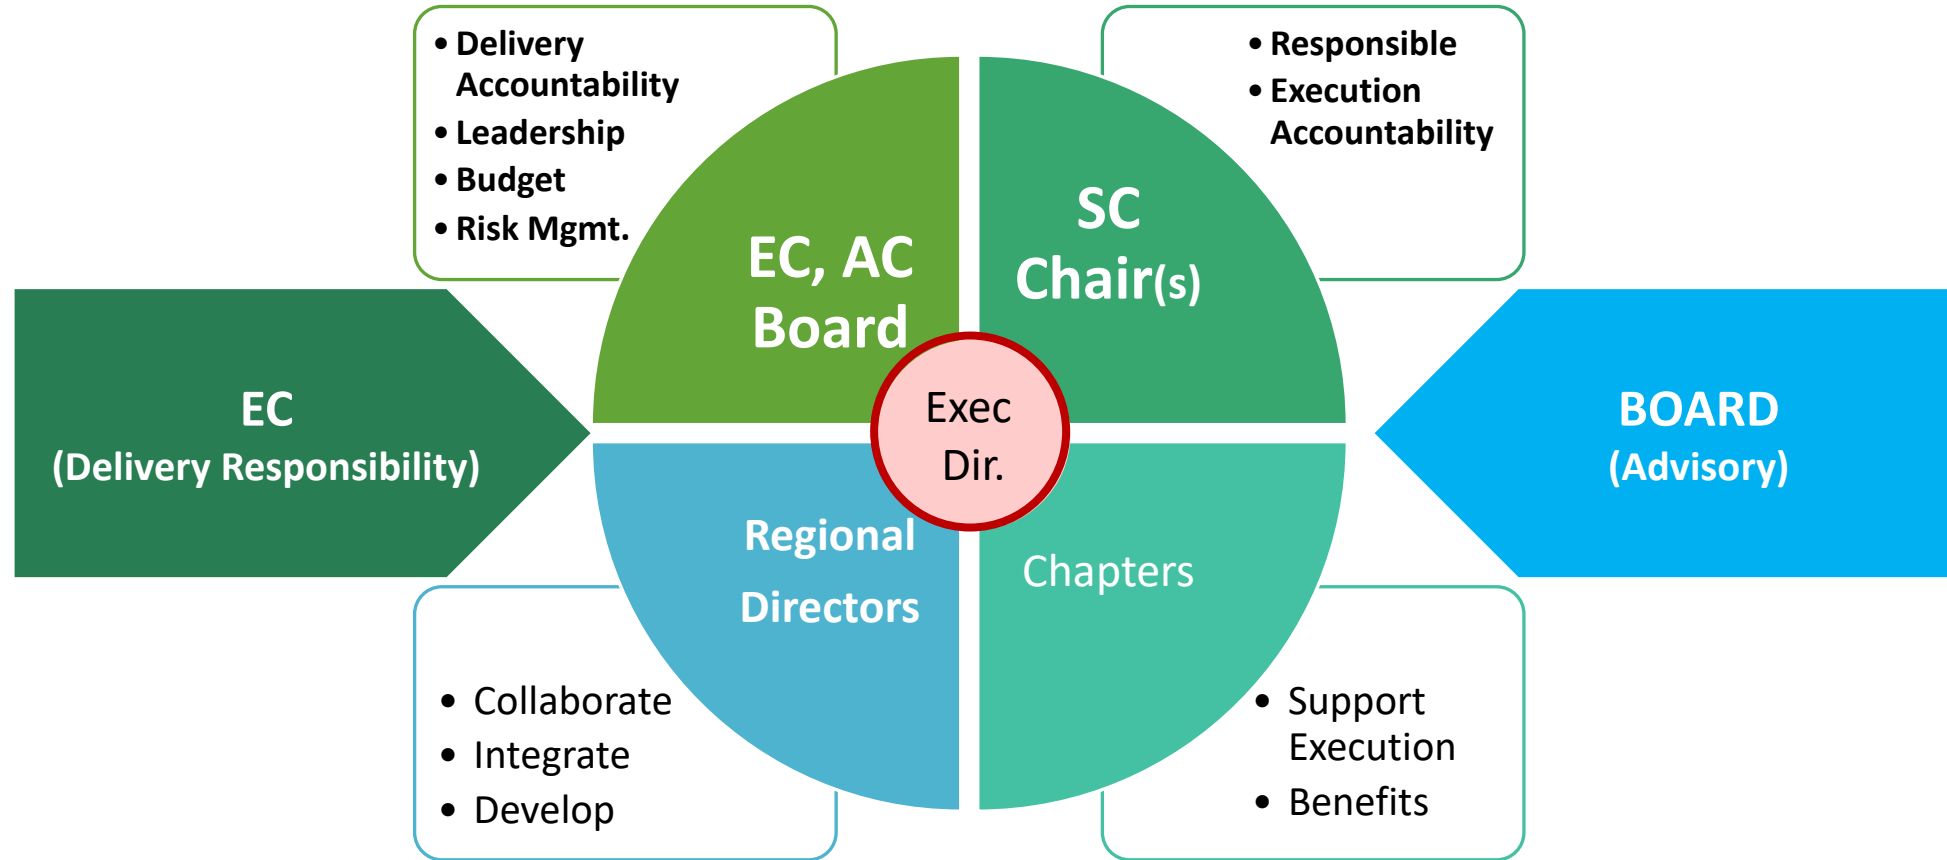 • Delivery
Accountability
• Leadership
• Budget
• Risk Mgmt.
• Responsible
• Execution
Accountability
EC, AC
Board
SC
Chair(s)
EC
(Delivery Responsibility)
Exec
Dir.
BOARD
(Advisory)
Regional
Directors
Chapters
• Collaborate
• Integrate
• Develop
• Support
Execution
• Benefits